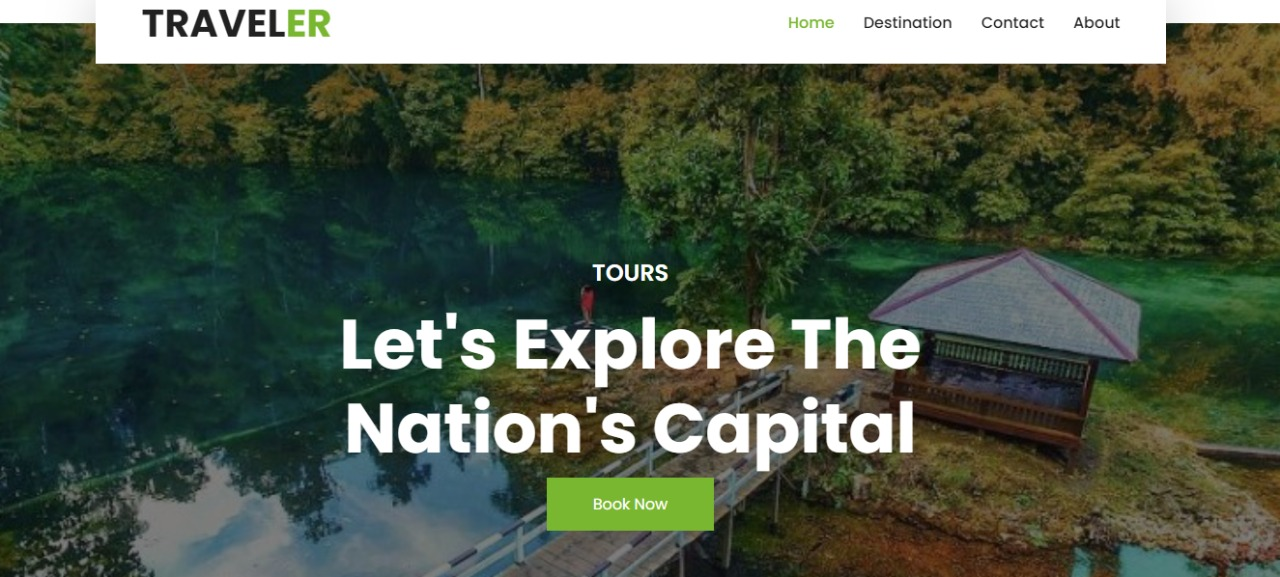 TRAVELER
Home Destination Contact About
TOURS
Let's Explore The
Nation's Capital
Book Now